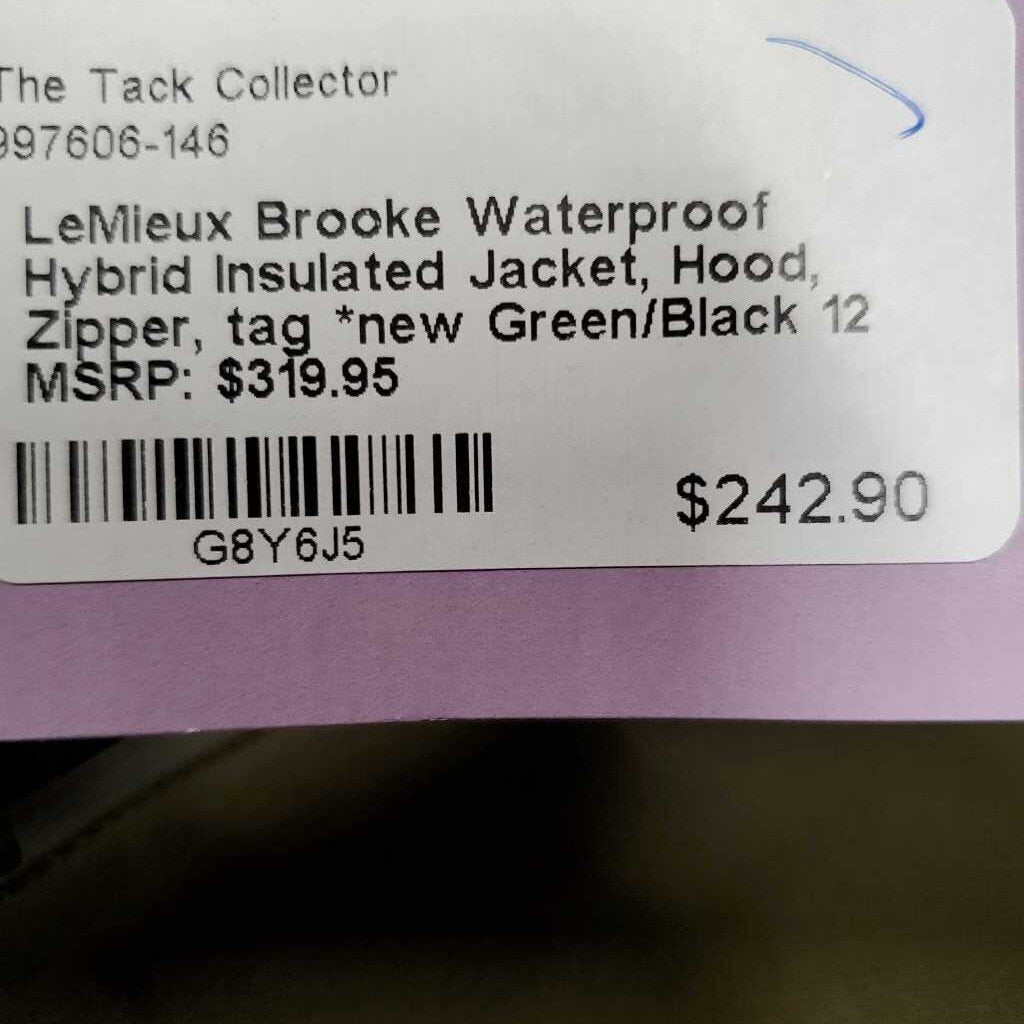 The Tack Collector
997606-146
LeMieux Brooke Waterproof
Hybrid Insulated Jacket, Hood,
Zipper, tag *new Green/Black 12
MSRP: $319.95
$242.90
G8Y6J5